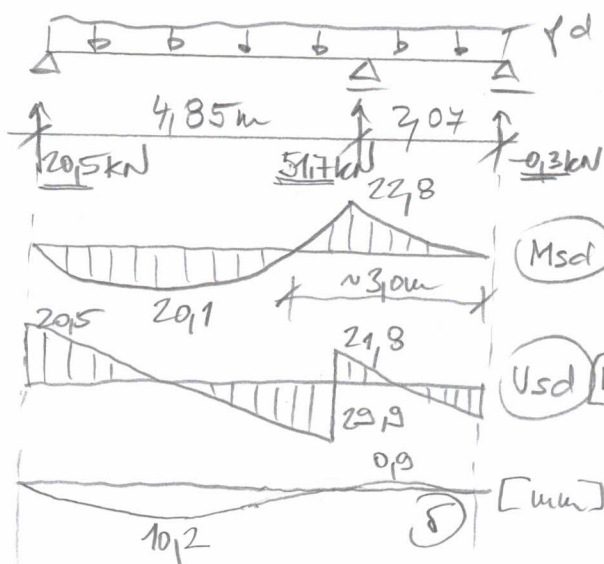 γd
4,85m 2,07
20,5kN 51,7kN -0,3kN
22,8
Msd
~3,0m
20,1
20,5
21,8
Vsd
29,9
0,9
[mm]
δ
10,2